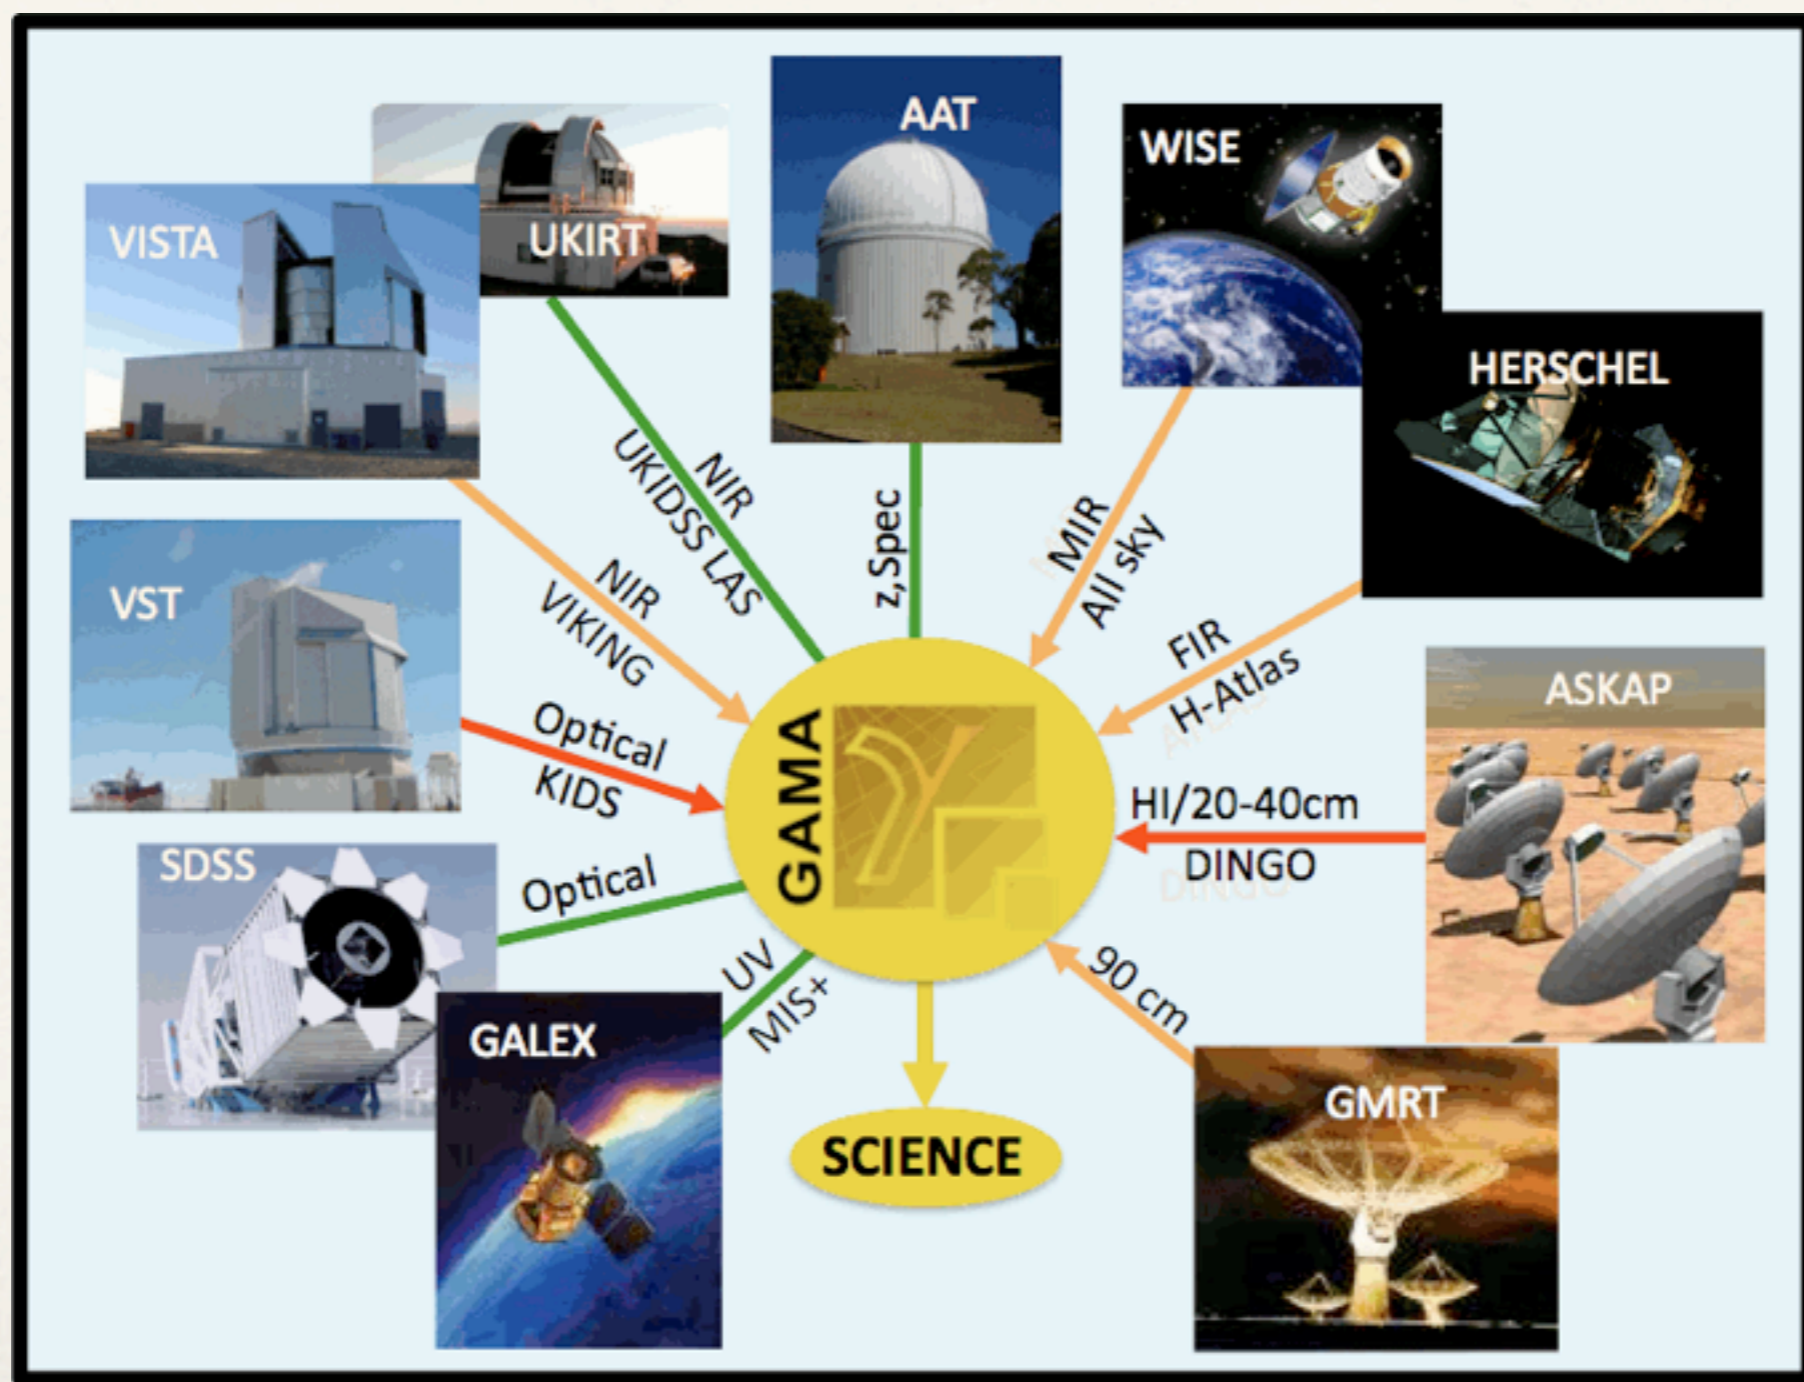 AAT
WISE
UKIRT
VISTA
HERSCHEL
NIR
UKIDSS LAS
z,Spec
MIR
All sky
NIR
VIKING
VST
FIR
H-Atlas
ASKAP
Optical
KIDS
GAMA
HI/20-40cm
DINGO
SDSS
Optical
UV
MIS+
90 cm
GALEX
GMRT
SCIENCE